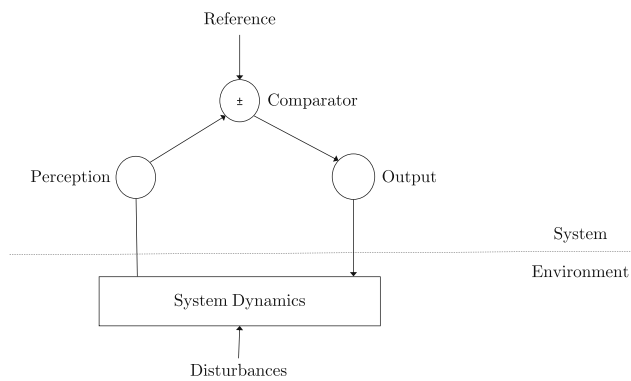 Reference
±
Comparator
Perception
Output
System
Environment
System Dynamics
Disturbances